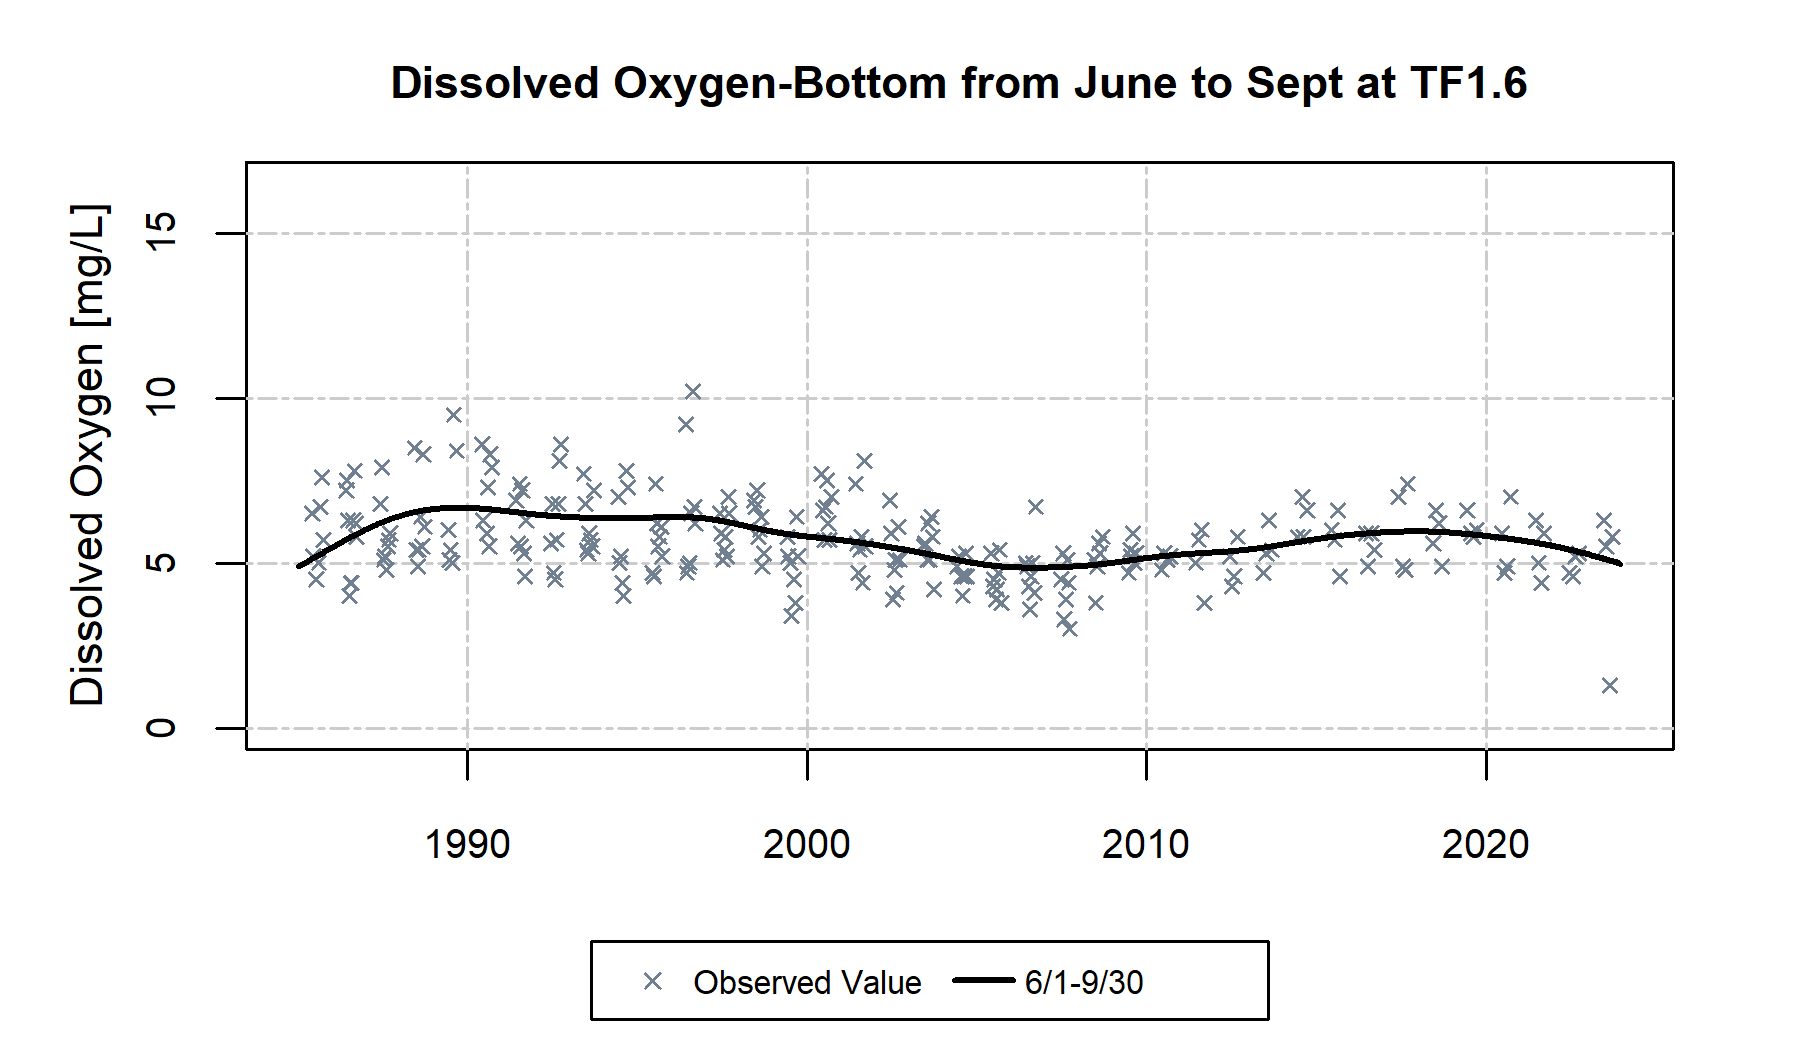 Dissolved Oxygen-Bottom from June to Sept at TF1.6
Dissolved Oxygen [mg/L]
15
10
5
0
1990 2000 2010 2020
Observed Value 6/1-9/30